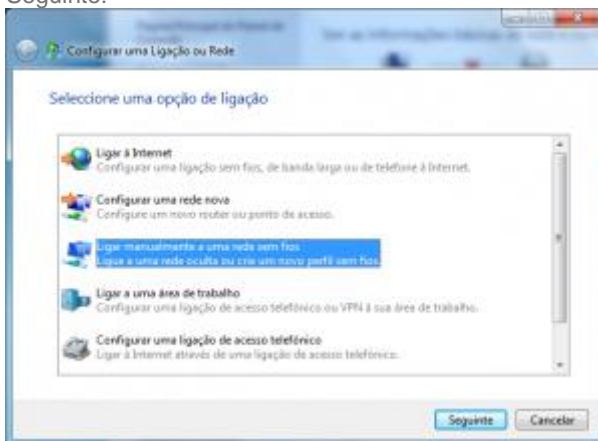 Seguinte.
Configurar uma Ligação ou Rede
Seleccione uma opção de ligação
Ligar à Internet
Configurar uma ligação sem fios, de banda larga ou de telefone à Internet.
Configurar uma rede nova
Configure um novo router ou ponto de acesso.
Ligar manualmente a uma rede sem fios
Ligue a uma rede oculta ou crie um novo perfil sem fios.
Ligar a uma área de trabalho
Configurar uma ligação de acesso telefónico ou VPN à sua área de trabalho.
Configurar uma ligação de acesso telefónico
Ligar à Internet através de uma ligação de acesso telefónico.
Seguinte Cancelar